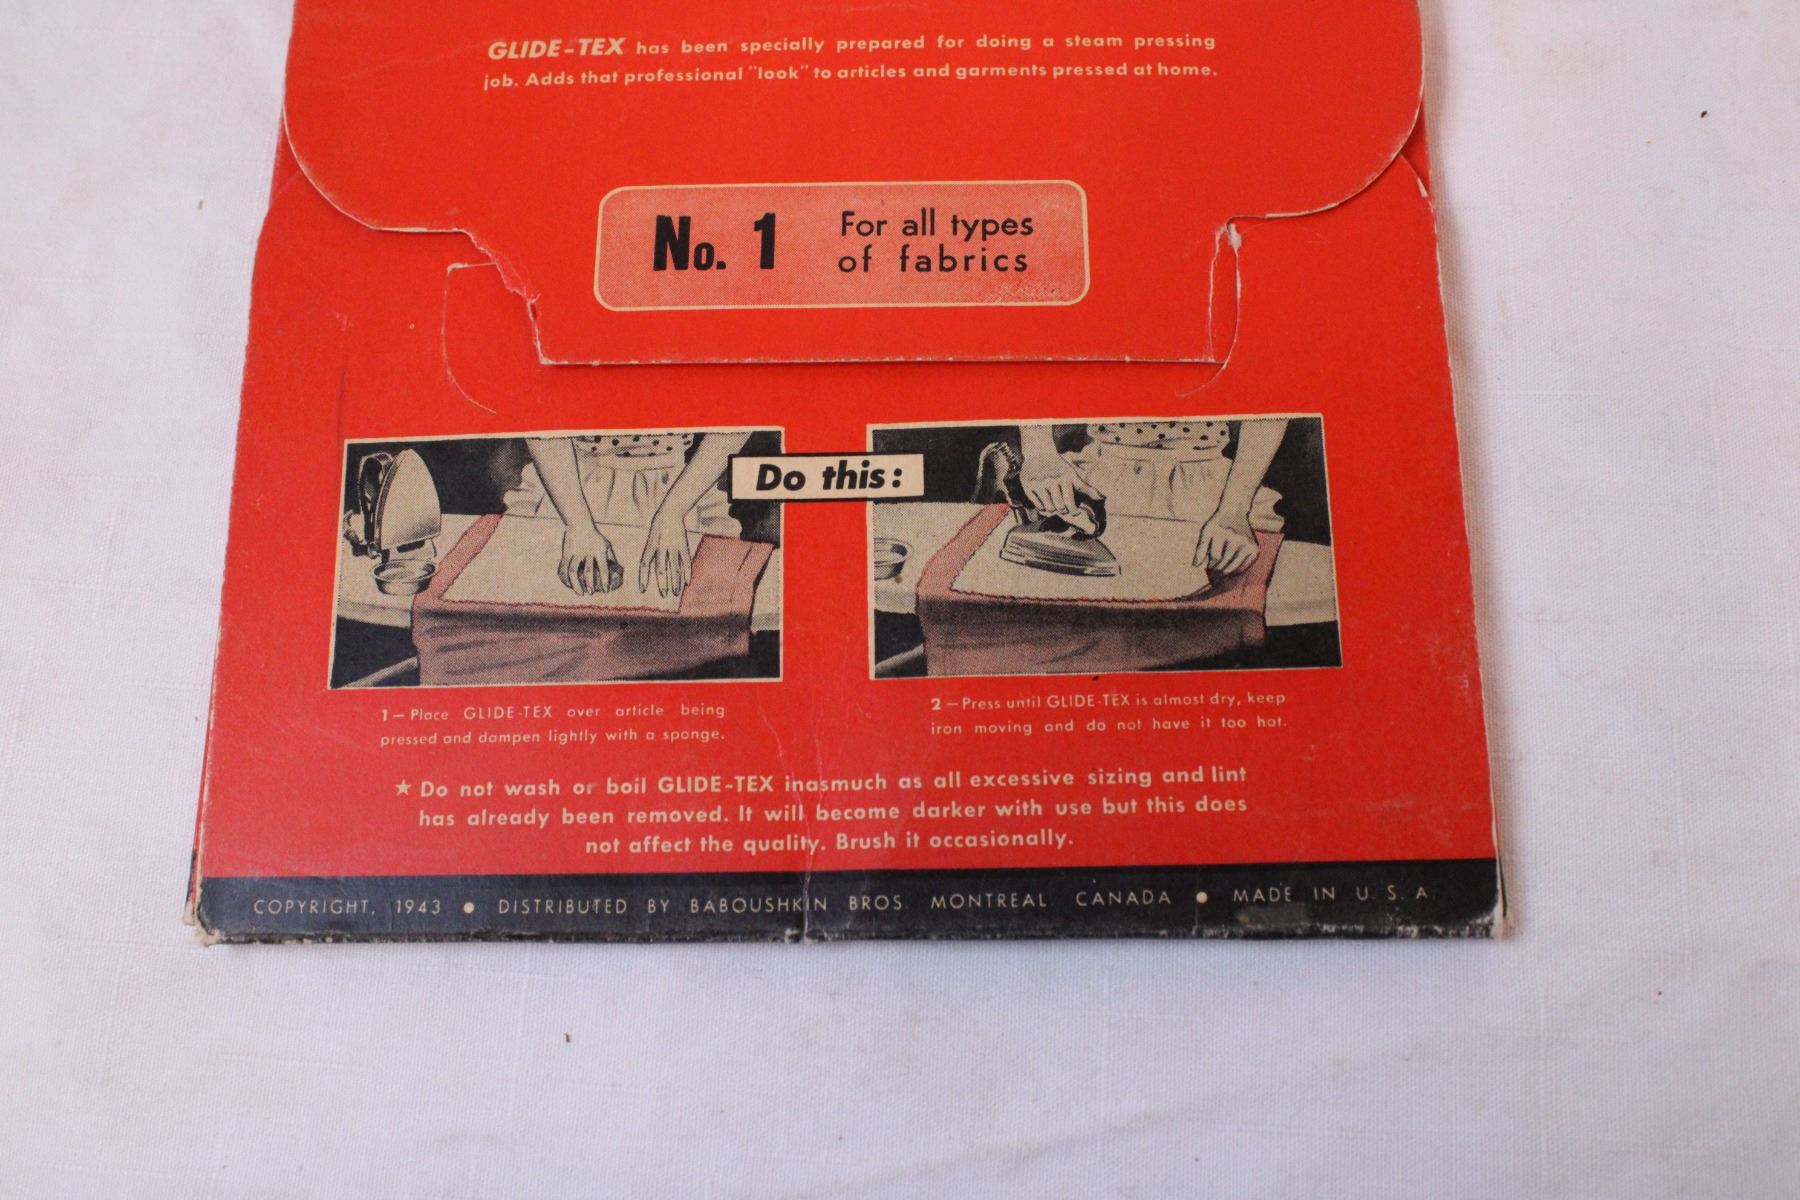 GLIDE-TEX has been specially prepared for doing a steam pressing
job. Adds that professional "look" to articles and garments pressed at home.
No. 1
For all types
of fabrics
Do this:
1—Place GLIDE-TEX over article being
pressed and dampen lightly with a sponge.
2—Press until GLIDE-TEX is almost dry, keep
iron moving and do not have it too hot.
★ Do not wash or boil GLIDE-TEX inasmuch as all excessive sizing and lint
has already been removed. It will become darker with use but this does
not affect the quality. Brush it occasionally.
COPYRIGHT, 1943 • DISTRIBUTED BY BABOUSHKIN BROS. MONTREAL CANADA • MADE IN U. S. A.